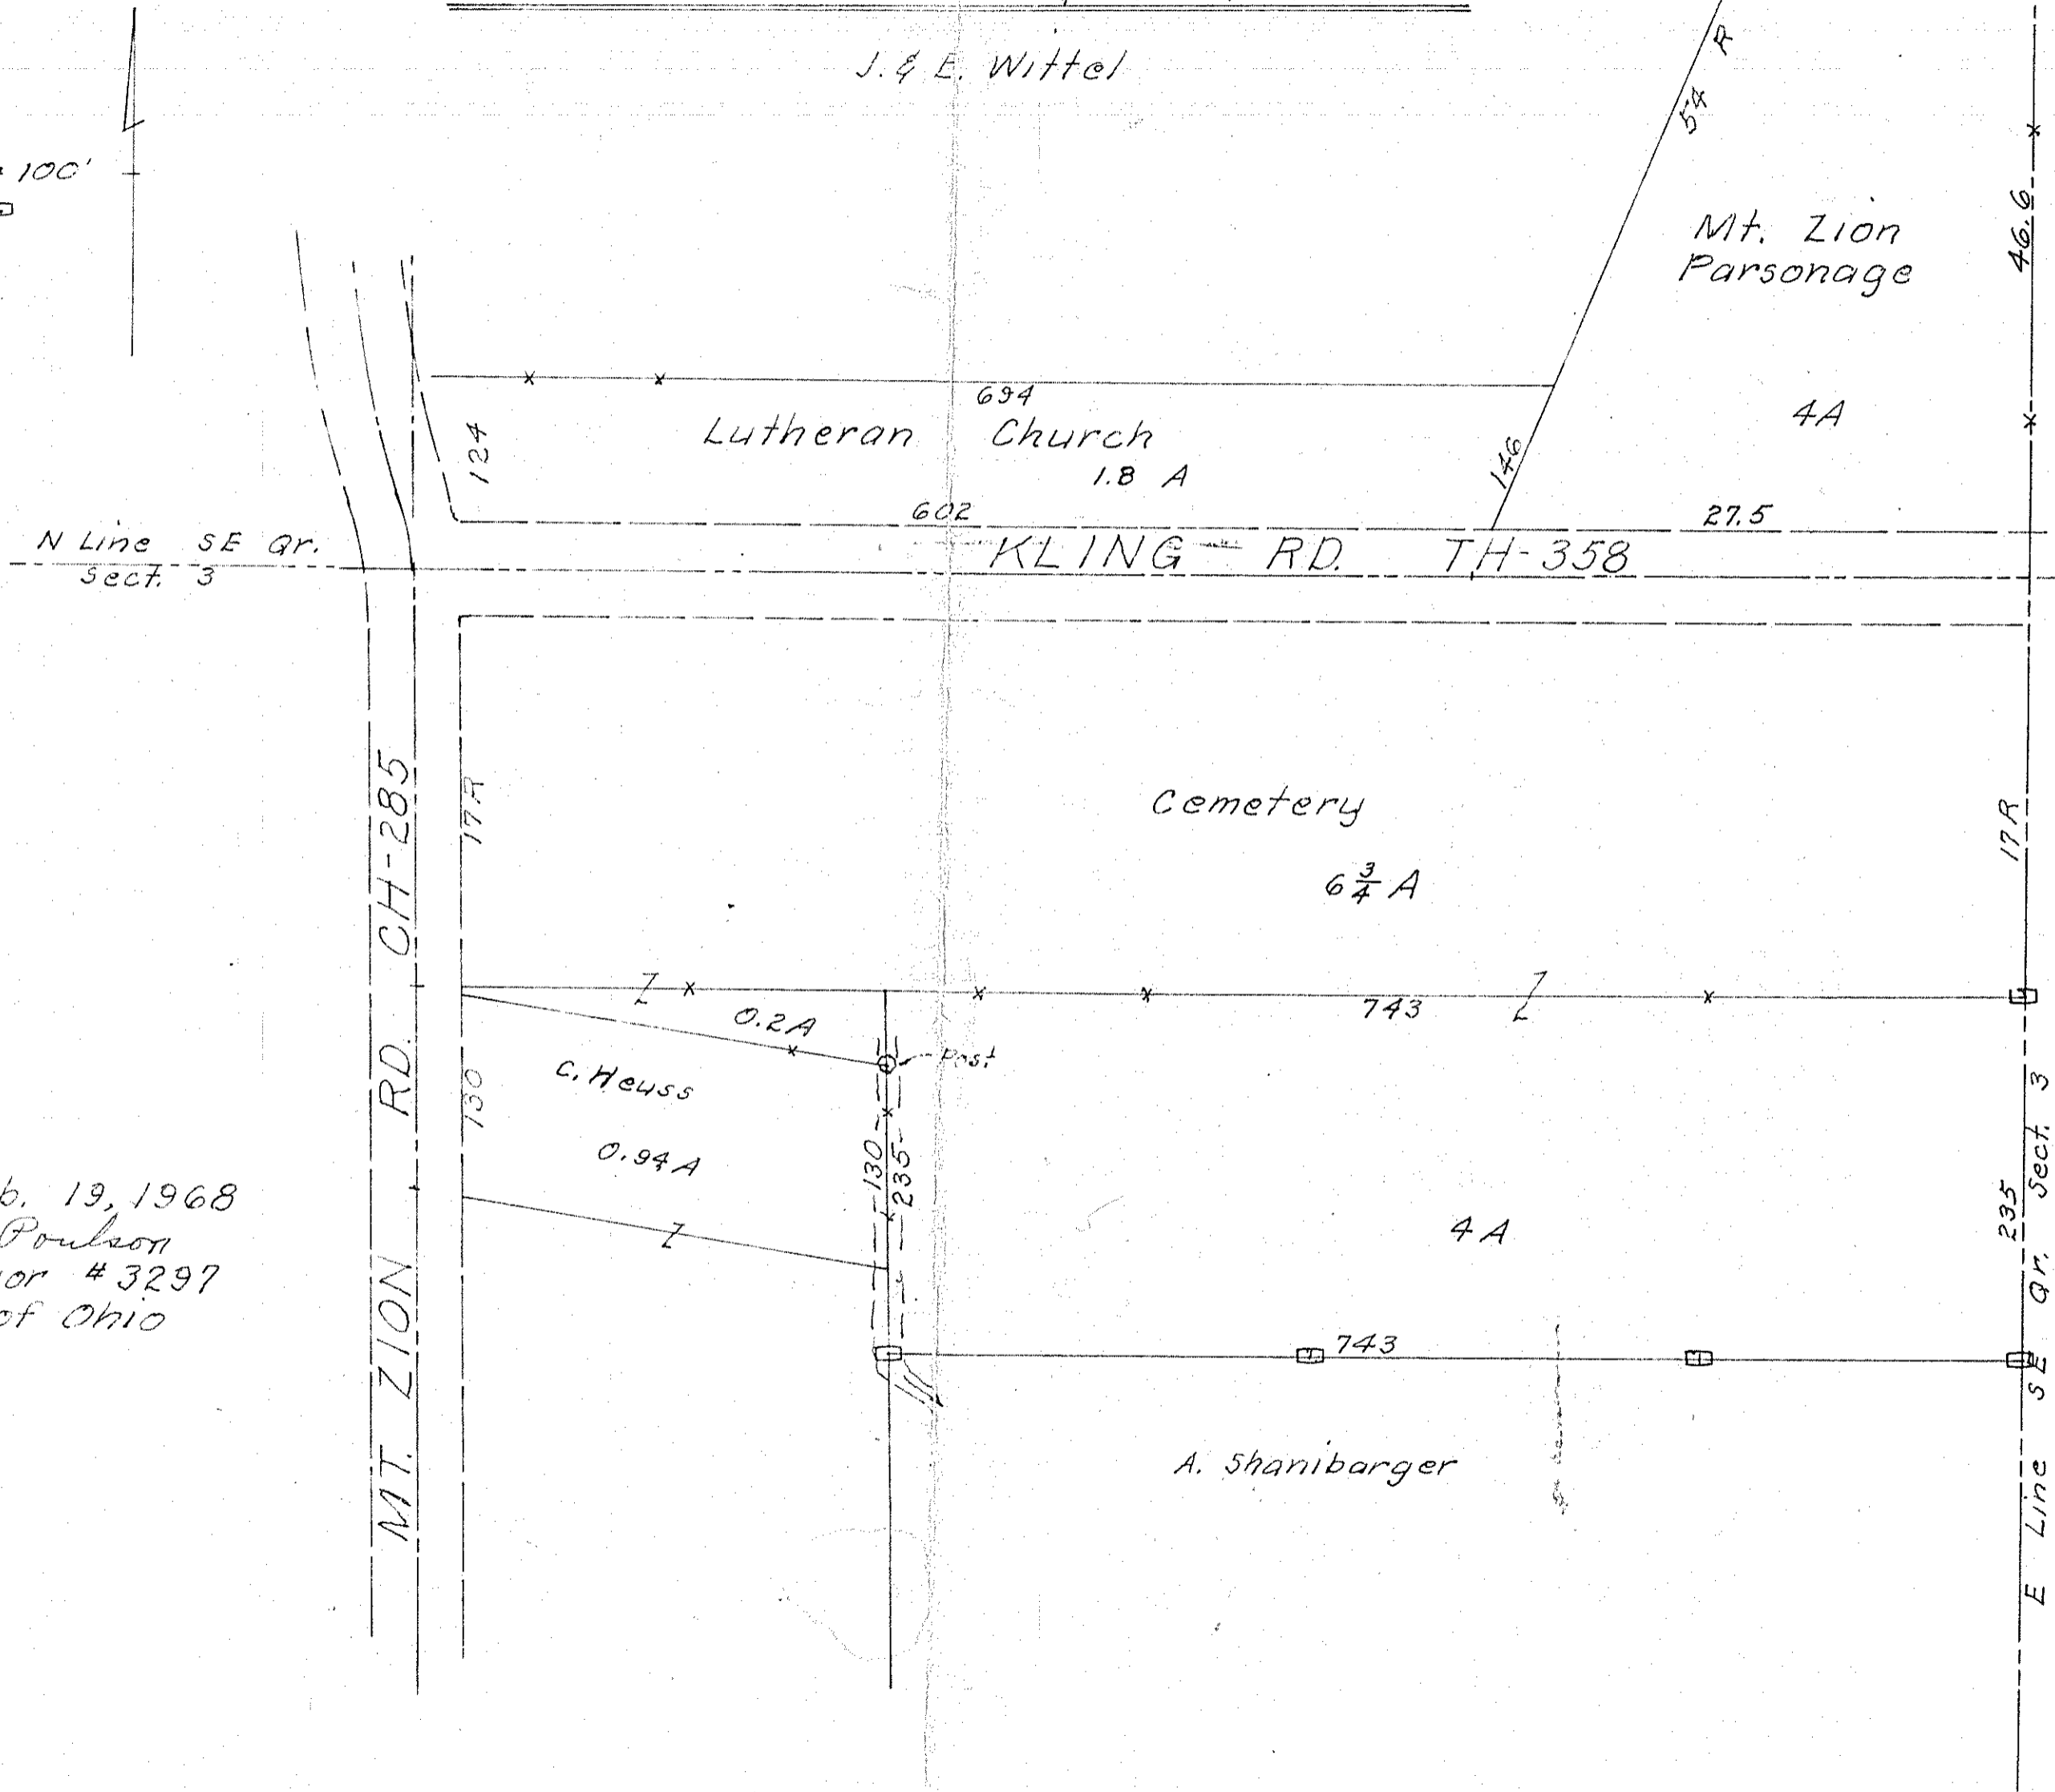 J. & E. Wittel
100'
54 R
Mt. Zion
Parsonage
46.6
694
4A
124
Lutheran Church
1.8 A
146
602
27.5
N Line SE Qr.
Sect. 3
KLING RD. TH-358
17R
Cemetery
17R
6 3/4 A
MT. ZION RD. CH-285
743
0.2A
Post
C. Heuss
130
0.94A
130
235
4 A
235
E Line SE Qr. Sect. 3
b. 19, 1968
Poulson
or # 3297
of Ohio
743
A. Shanibarger